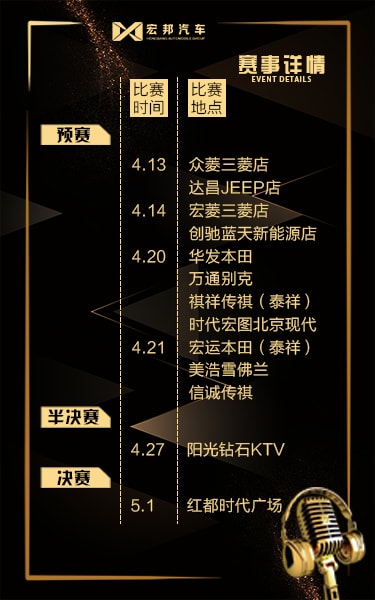 宏邦汽车
HONGBANG AUTOMOBILE GROUP
赛事详情
EVENT DETAILS
比赛时间
比赛地点
预赛
4.13 众菱三菱店
达昌JEEP店
4.14 宏菱三菱店
创驰蓝天新能源店
4.20 华发本田
万通别克
祺祥传祺（泰祥）
时代宏图北京现代
4.21 宏运本田（泰祥）
美浩雪佛兰
信诚传祺
半决赛
4.27 阳光钻石KTV
决赛
5.1 红都时代广场